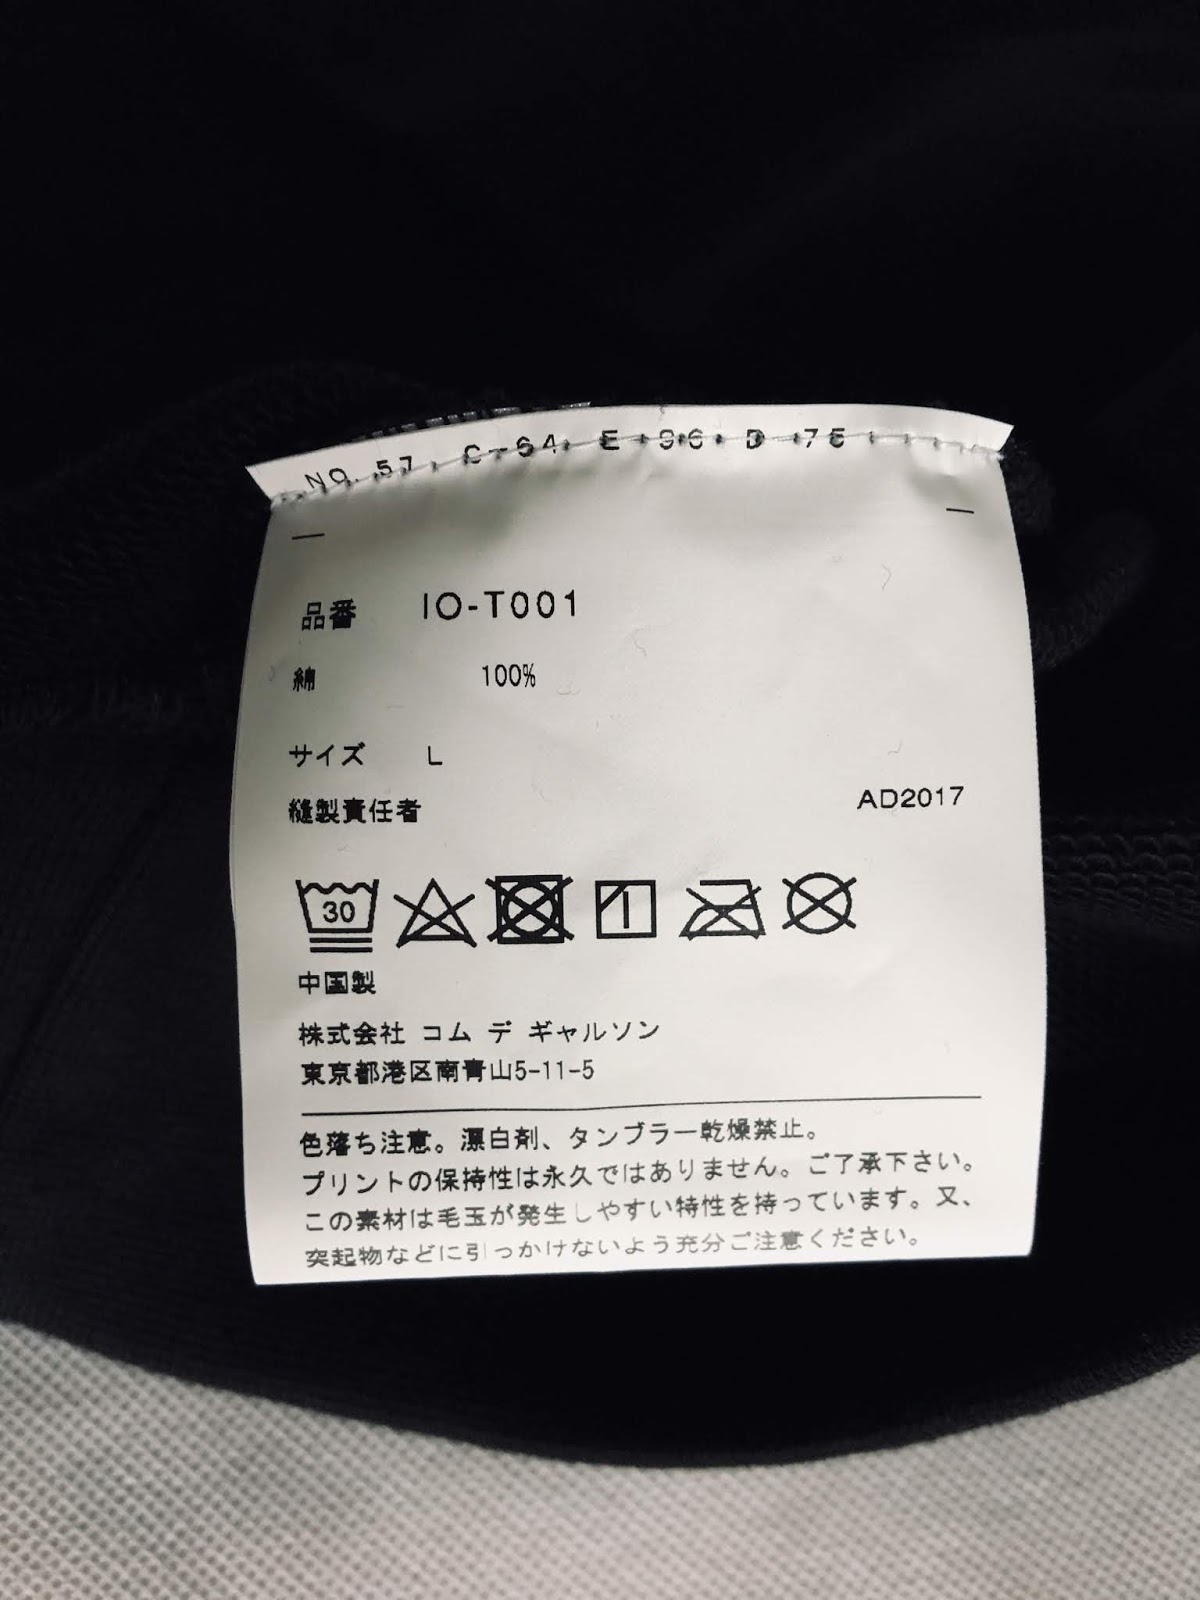 NO. 57 C-64 E 96 D 75
品番 IO-T001
綿 100%
サイズ L
縫製責任者
AD2017
30
中国製
株式会社 コム デ ギャルソン
東京都港区南青山5-11-5
色落ち注意。漂白剤、タンブラー乾燥禁止。
プリントの保持性は永久ではありません。ご了承下さい。
この素材は毛玉が発生しやすい特性を持っています。又、
突起物などに引っかけないよう充分ご注意ください。